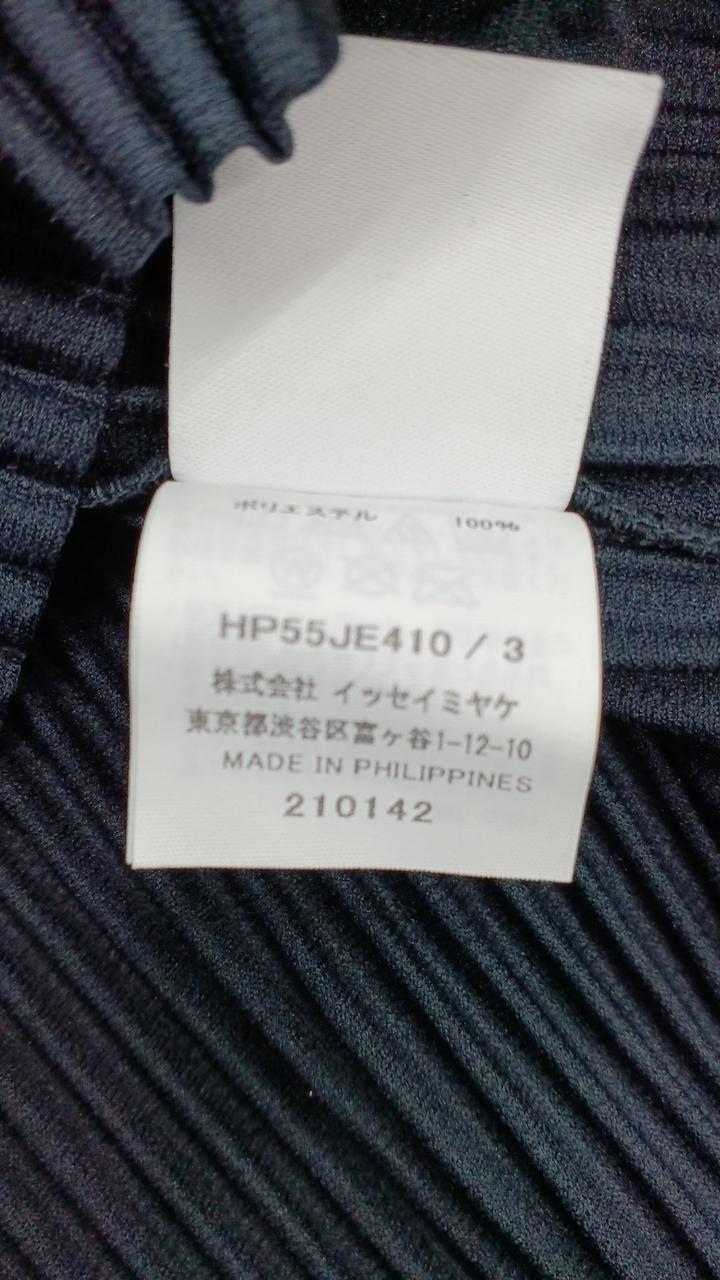 ポリエステル 100%
HP55JE410 / 3
株式会社 イッセイミヤケ
東京都渋谷区富ヶ谷1-12-10
MADE IN PHILIPPINES
210142